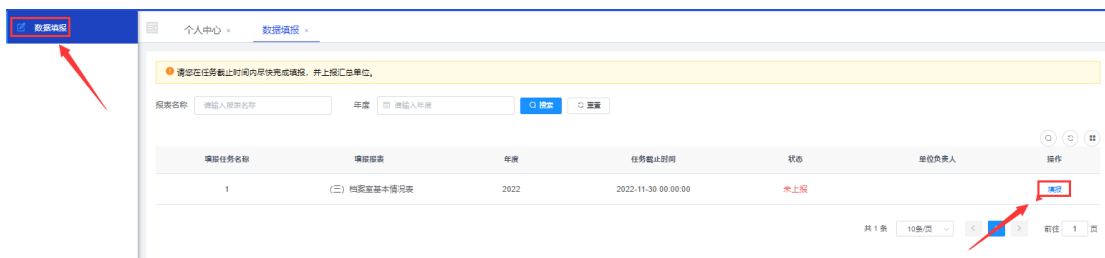 数据填报
个人中心 × 数据填报 ×
请您在任务截止时间内尽快完成填报，并上报汇总单位。
报表名称 请输入报表名称 年度 请输入年度 搜索 重置
填报任务名称 填报报表 年度 任务截止时间 状态 单位负责人 操作
1 （三）档案室基本情况表 2022 2022-11-30 00:00:00 未上报 填报
共 1 条 10条/页 < > 前往 1 页